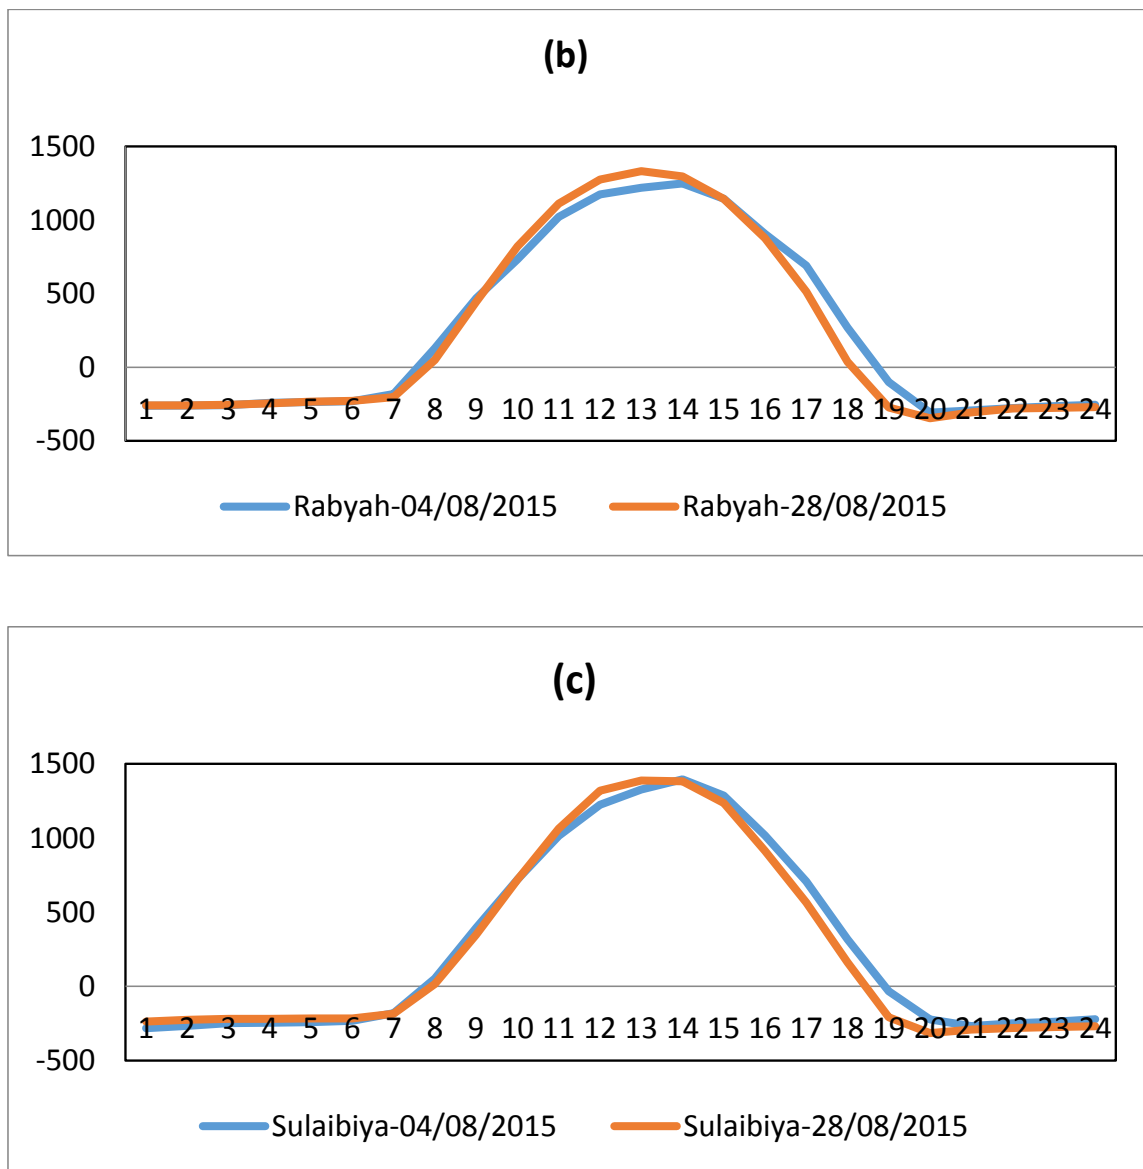 (b)
1500
1000
500
0
-500
1 2 3 4 5 6 7 8 9 10 11 12 13 14 15 16 17 18 19 20 21 22 23 24
Rabyah-04/08/2015 Rabyah-28/08/2015
(c)
1500
1000
500
0
-500
1 2 3 4 5 6 7 8 9 10 11 12 13 14 15 16 17 18 19 20 21 22 23 24
Sulaibiya-04/08/2015 Sulaibiya-28/08/2015